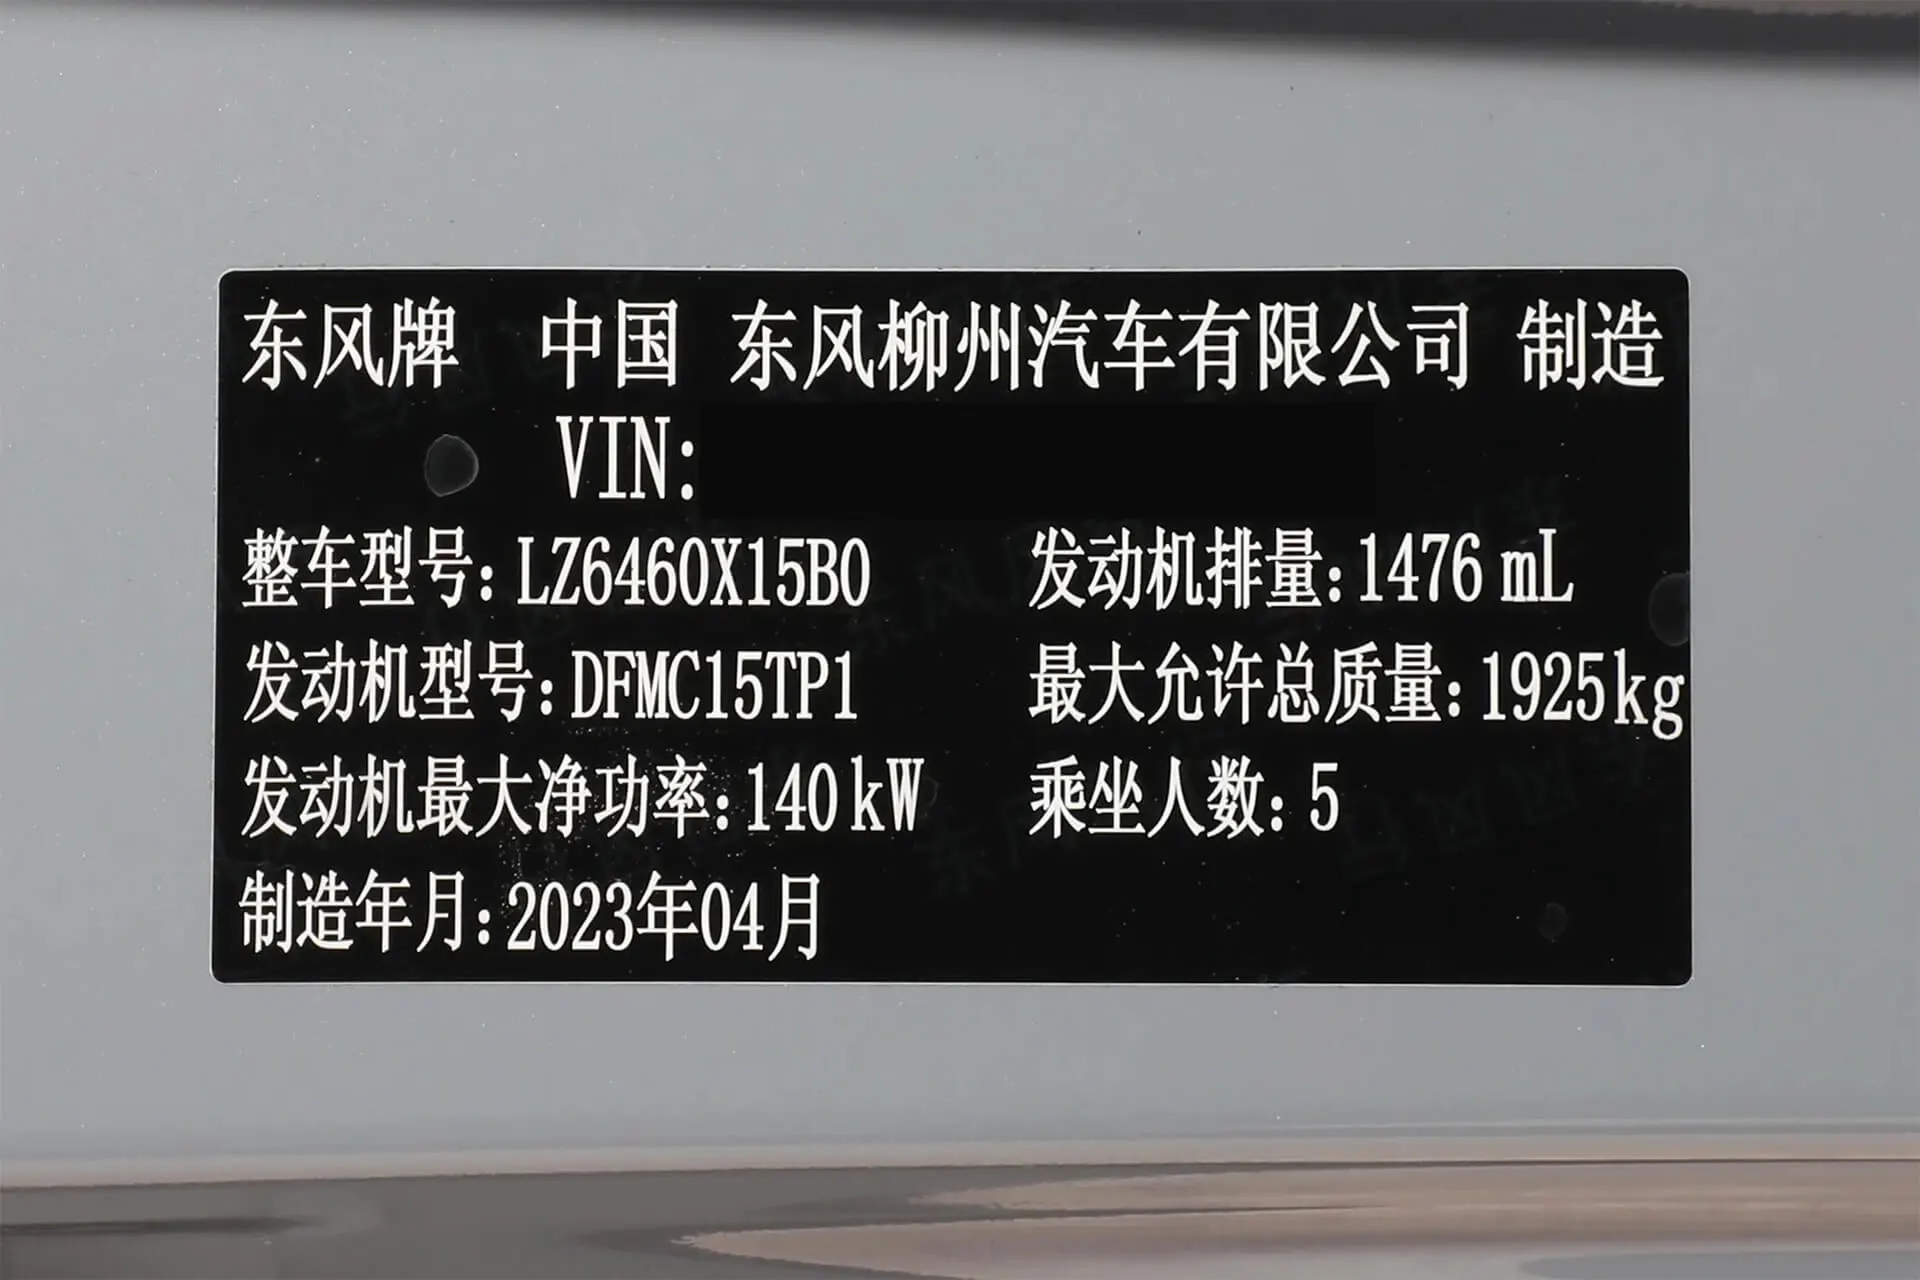 东风牌 中国 东风柳州汽车有限公司 制造
VIN:
整车型号:LZ6460X15B0 发动机排量:1476 mL
发动机型号:DFMC15TP1 最大允许总质量:1925kg
发动机最大净功率:140kW 乘坐人数:5
制造年月:2023年04月